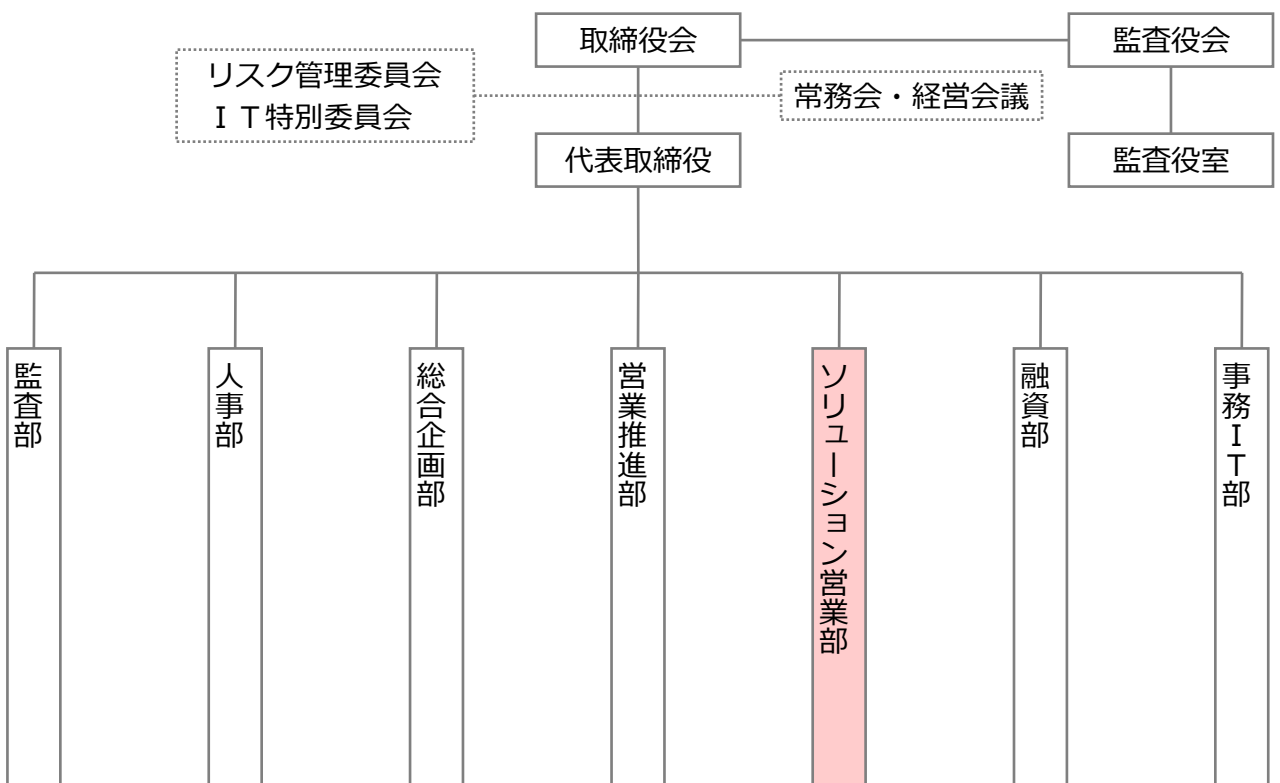 取締役会
監査役会
リスク管理委員会
ＩＴ特別委員会
常務会・経営会議
代表取締役
監査役室
監査部
人事部
総合企画部
営業推進部
ソリューション営業部
融資部
事務ＩＴ部